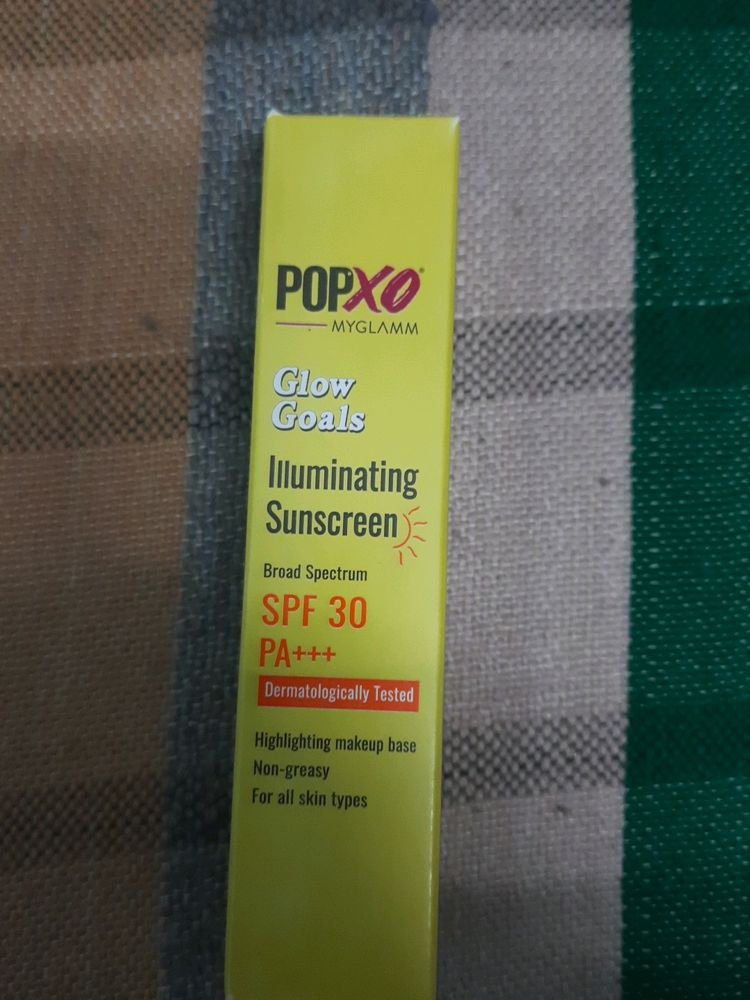 POPXO®
MYGLAMM
Glow
Goals
Illuminating
Sunscreen
Broad Spectrum
SPF 30
PA+++
Dermatologically Tested
Highlighting makeup base
Non-greasy
For all skin types